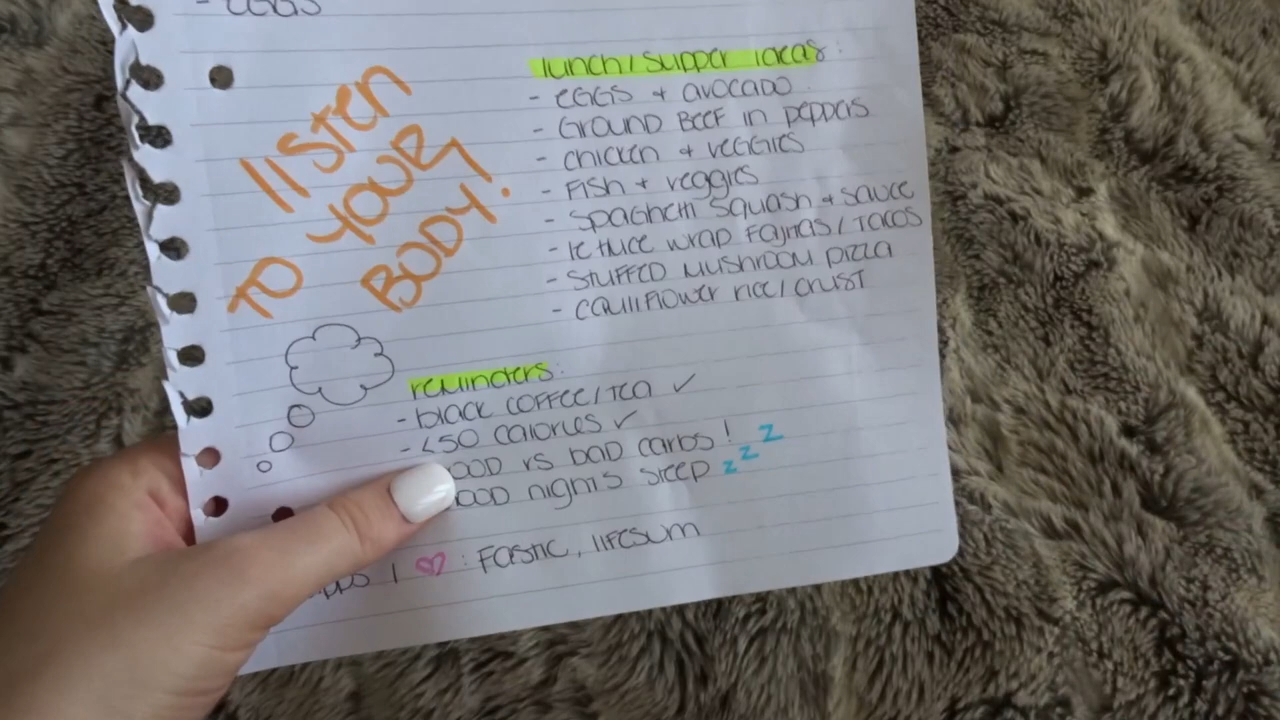 - EGGS
LISTEN
TO YOUR
BODY!
lunch/supper ideas:
- EGGS + avocado
- GROUND BEEF in peppers
- chicken + VEGGIES
- FISH + veggies
- SPAGHETTI SQUASH + SAUCE
- lettuce wrap Fajitas/Tacos
- STUFFED MUSHROOM pizza
- cauliflower rice/crust
reminders:
- black coffee/tea ✓
- <50 calories ✓
vs bad carbs!
nights sleep z z z
I ♡: Fastic, lifesum